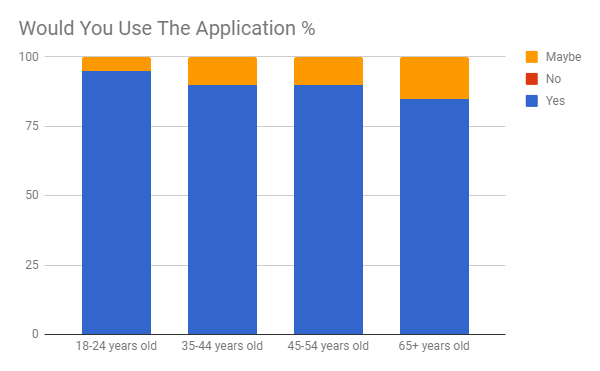 Would You Use The Application %
100
75
50
25
0
18-24 years old
35-44 years old
45-54 years old
65+ years old
Maybe
No
Yes